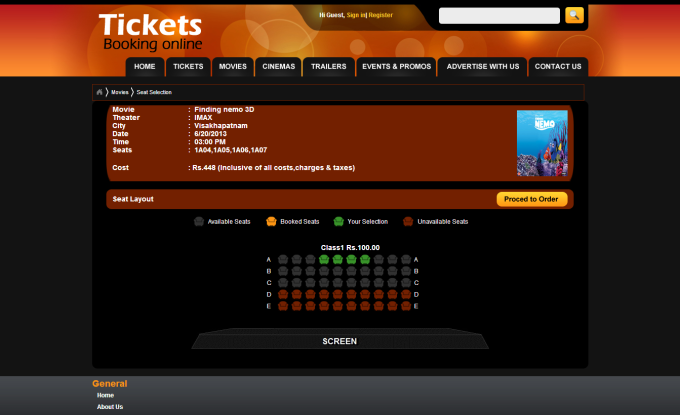 Tickets
Booking online
Hi Guest, Sign in| Register
HOME
TICKETS
MOVIES
CINEMAS
TRAILERS
EVENTS & PROMOS
ADVERTISE WITH US
CONTACT US
Movies
Seat Selection
Movie : Finding nemo 3D
Theater : IMAX
City : Visakhapatnam
Date : 6/20/2013
Time : 03:00 PM
Seats : 1A04,1A05,1A06,1A07
Cost : Rs.448 (Inclusive of all costs,charges & taxes)
NEMO
Seat Layout
Proced to Order
Available Seats
Booked Seats
Your Selection
Unavailable Seats
Class1 Rs.100.00
A A
B B
C C
D D
E E
SCREEN
General
Home
About Us